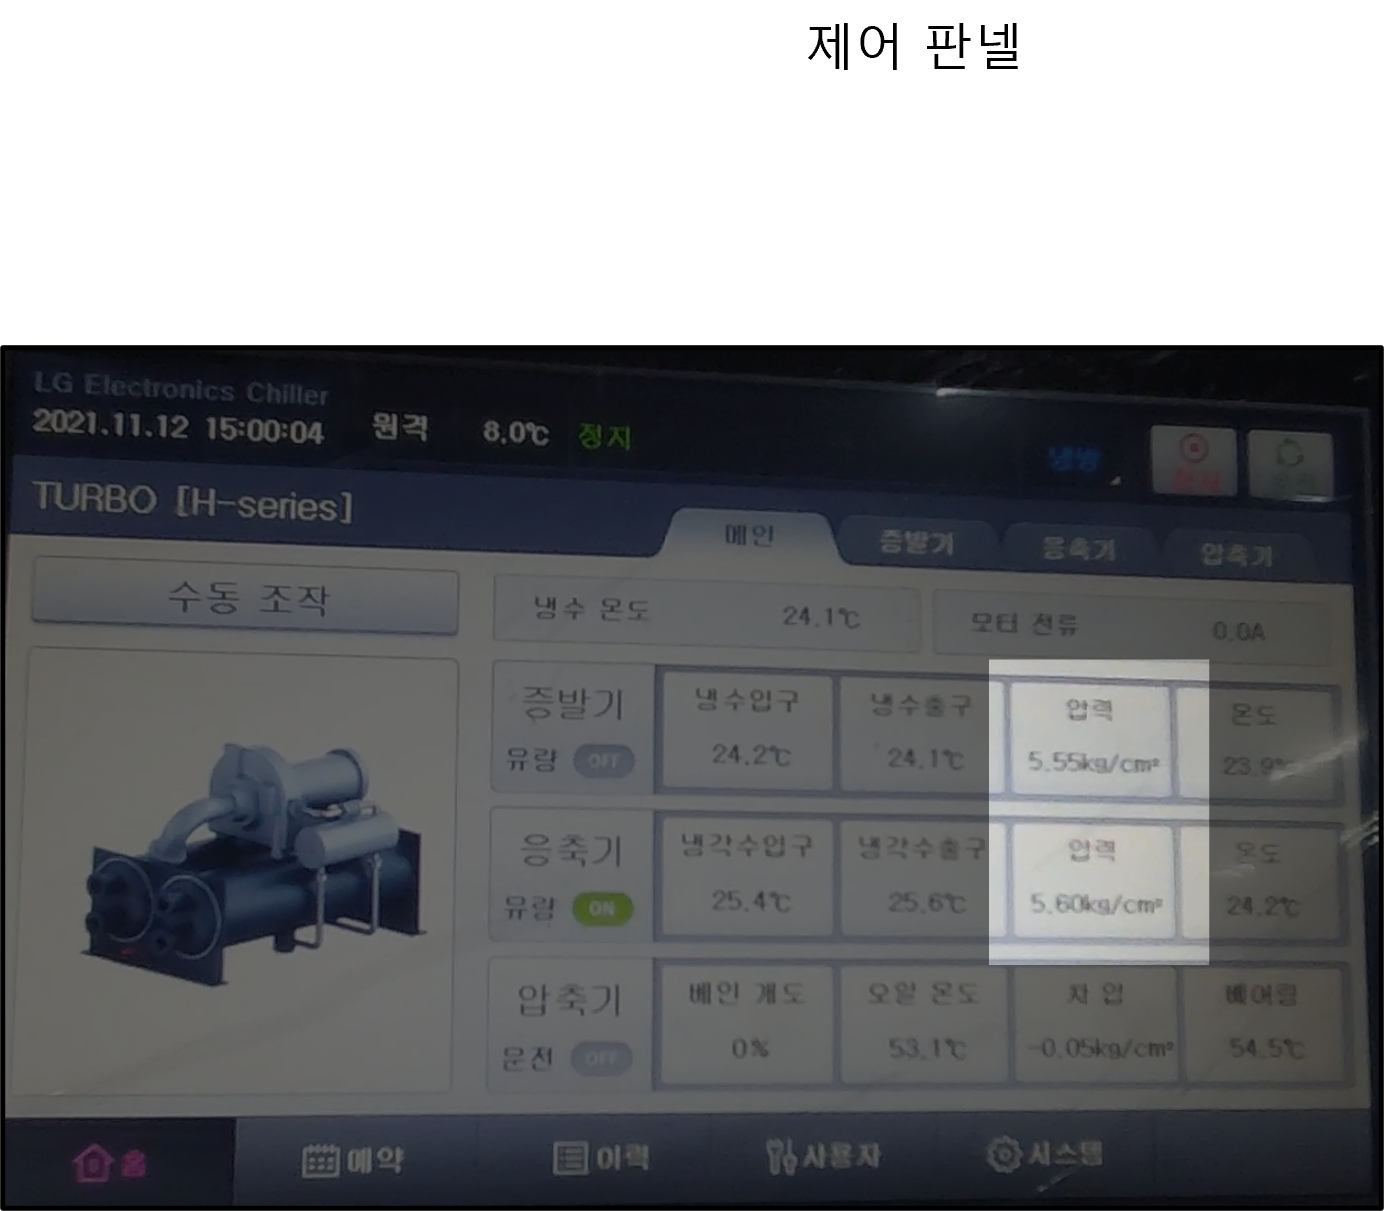 제어 판넬
LG Electronics Chiller
2021.11.12 15:00:04 원격 8.0℃ 정지
냉방
TURBO [H-series]
메인 증발기 응축기 압축기
수동 조작
냉수 온도 24.1℃ 모터 전류 0.0A
증발기 냉수입구 냉수출구 압력 온도
유량 OFF 24.2℃ 24.1℃ 5.55kg/cm² 23.9℃
응축기 냉각수입구 냉각수출구 압력 온도
유량 ON 25.4℃ 25.6℃ 5.60kg/cm² 24.2℃
압축기 베인 개도 오일 온도 차 압 베어링
운전 OFF 0% 53.1℃ -0.05kg/cm² 54.5℃
홈 예약 이력 사용자 시스템